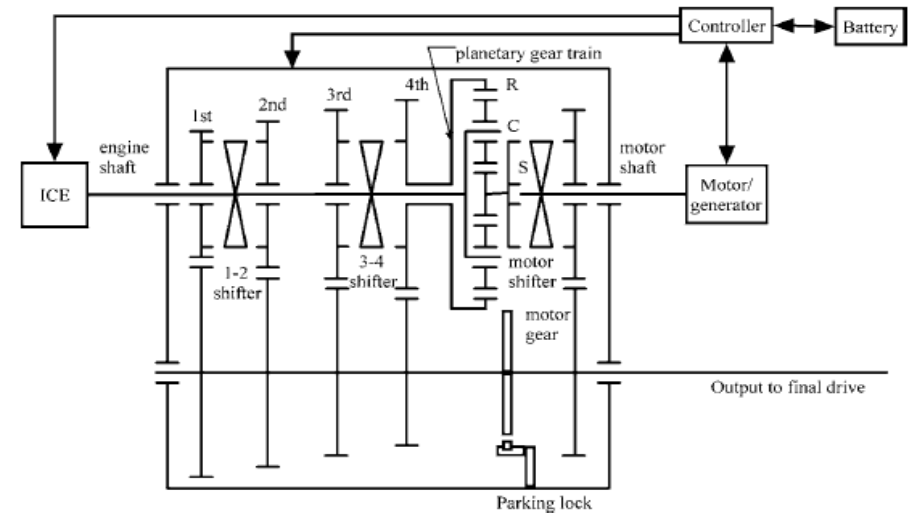 Controller
Battery
planetary gear train
4th
R
3rd
2nd
1st
C
engine
shaft
S
motor
shaft
ICE
Motor/
generator
1-2
shifter
3-4
shifter
motor
shifter
motor
gear
Output to final drive
Parking lock